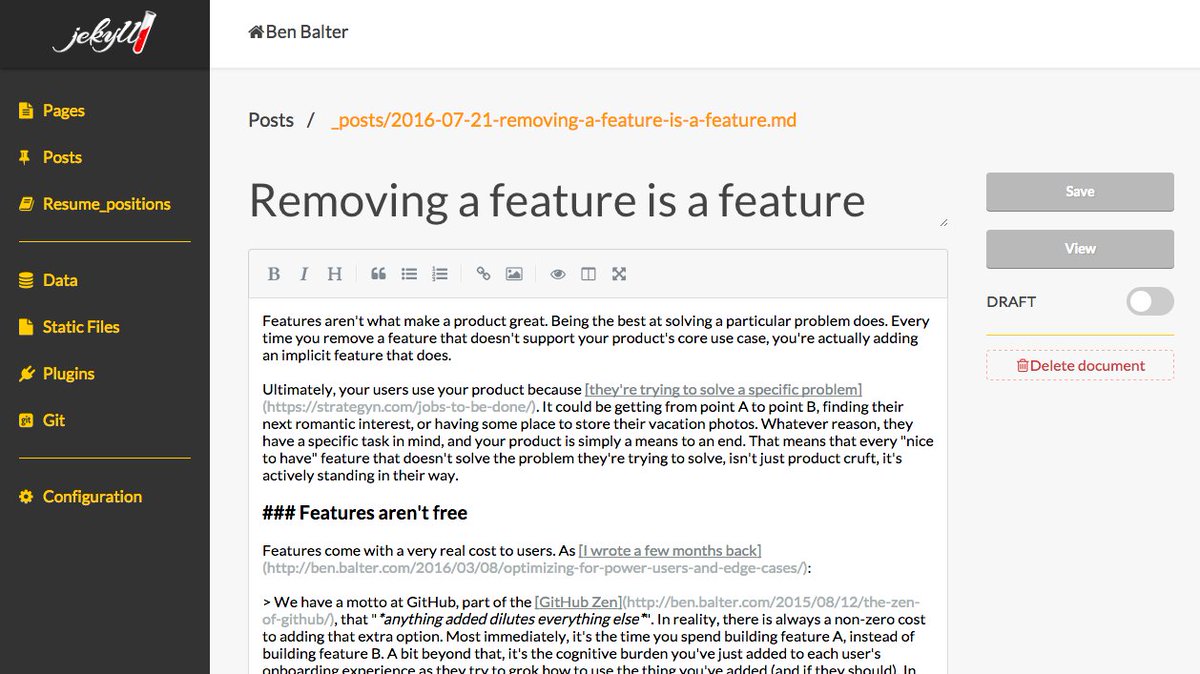 jekyll
Ben Balter
Pages
Posts
Resume_positions
Data
Static Files
Plugins
Git
Configuration
Posts / _posts/2016-07-21-removing-a-feature-is-a-feature.md
Removing a feature is a feature
B I H
Features aren't what make a product great. Being the best at solving a particular problem does. Every
time you remove a feature that doesn't support your product's core use case, you're actually adding
an implicit feature that does.
Ultimately, your users use your product because [they're trying to solve a specific problem]
(https://strategyn.com/jobs-to-be-done/). It could be getting from point A to point B, finding their
next romantic interest, or having some place to store their vacation photos. Whatever reason, they
have a specific task in mind, and your product is simply a means to an end. That means that every "nice
to have" feature that doesn't solve the problem they're trying to solve, isn't just product cruft, it's
actively standing in their way.
### Features aren't free
Features come with a very real cost to users. As [I wrote a few months back]
(http://ben.balter.com/2016/03/08/optimizing-for-power-users-and-edge-cases/):
> We have a motto at GitHub, part of the [GitHub Zen](http://ben.balter.com/2015/08/12/the-zen-
of-github/), that "*anything added dilutes everything else*". In reality, there is always a non-zero cost
to adding that extra option. Most immediately, it's the time you spend building feature A, instead of
building feature B. A bit beyond that, it's the cognitive burden you've just added to each user's
onboarding experience as they try to grok how to use the thing you've added (and if they should). In
Save
View
DRAFT
Delete document